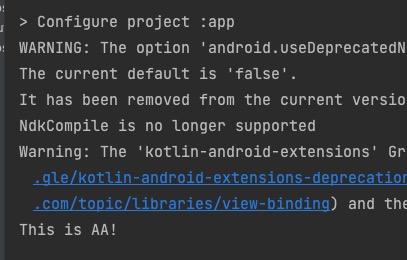 > Configure project :app
WARNING: The option 'android.useDeprecatedN
The current default is 'false'.
It has been removed from the current versio
NdkCompile is no longer supported
Warning: The 'kotlin-android-extensions' Gr
.gle/kotlin-android-extensions-deprecation
.com/topic/libraries/view-binding) and the
This is AA!